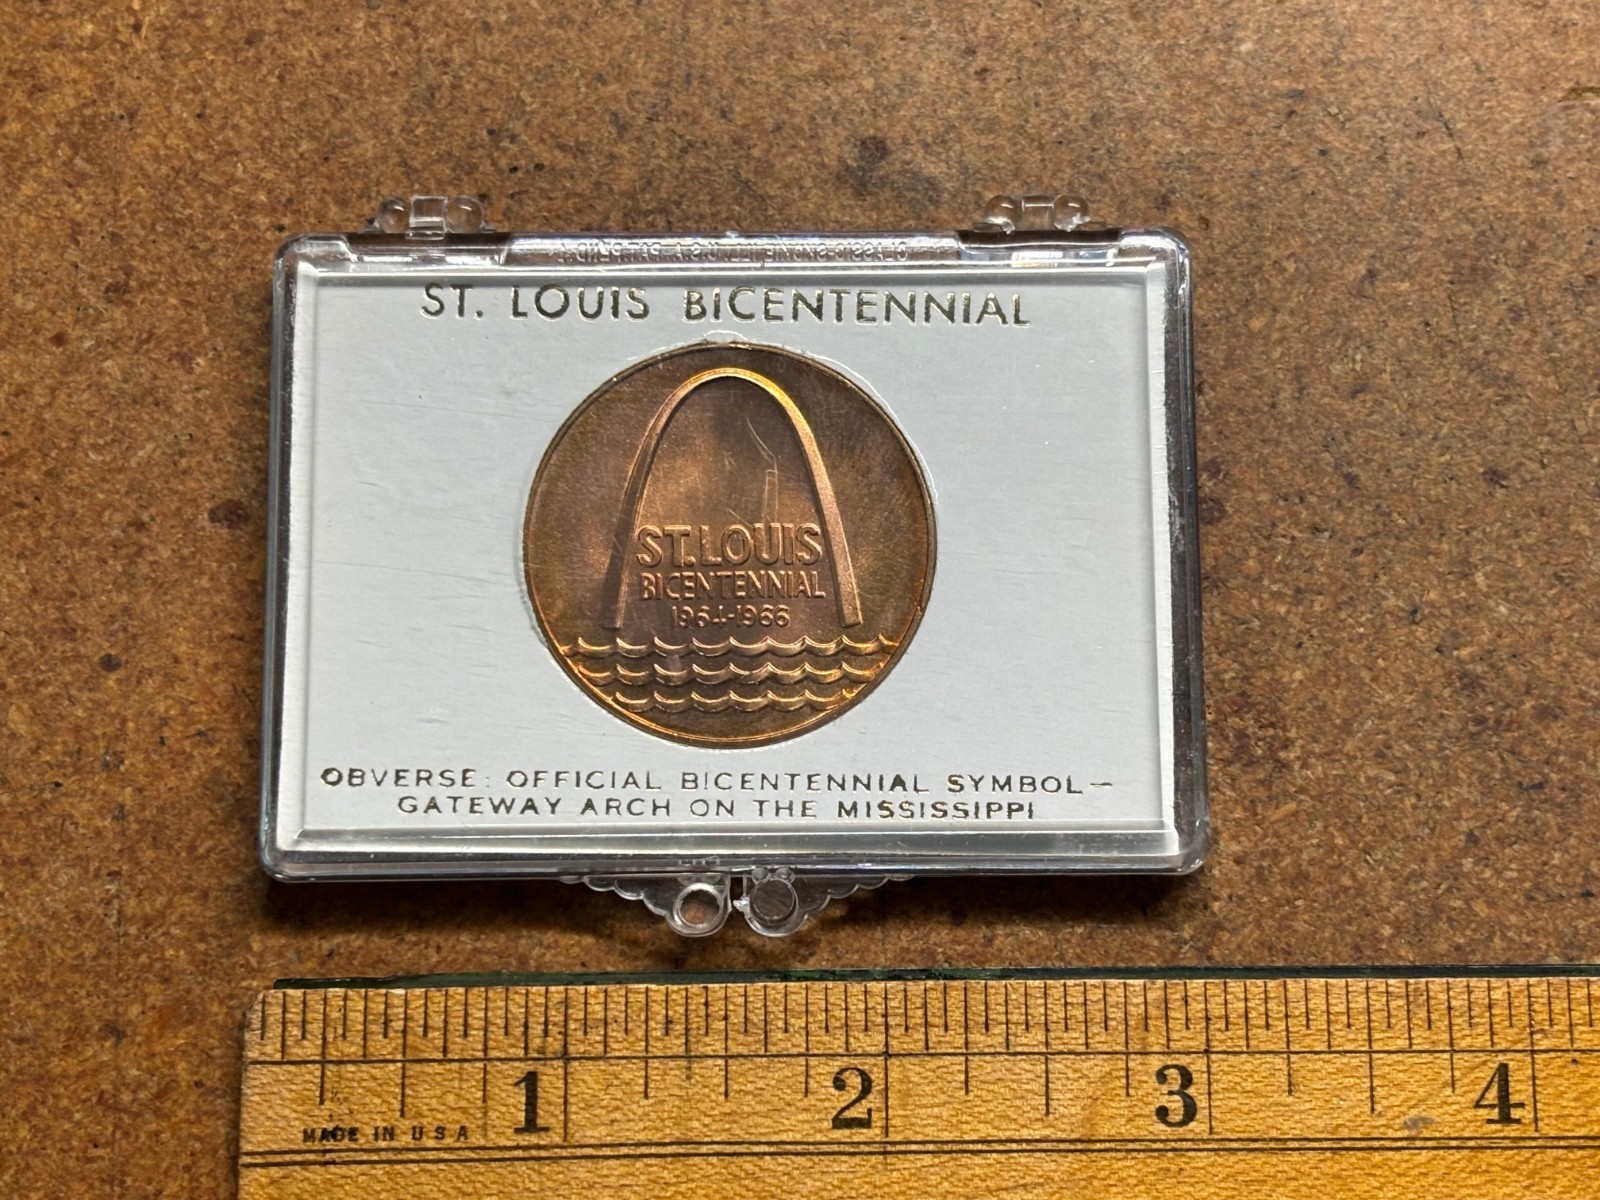 ST. LOUIS BICENTENNIAL
ST. LOUIS
BICENTENNIAL
1964-1966
OBVERSE: OFFICIAL BICENTENNIAL SYMBOL—
GATEWAY ARCH ON THE MISSISSIPPI
1 2 3 4
MADE IN U S A